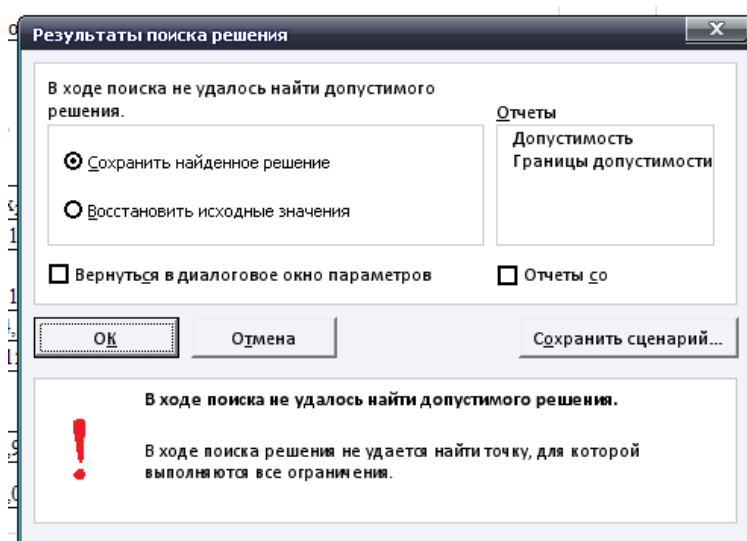 Результаты поиска решения
В ходе поиска не удалось найти допустимого
решения.
Сохранить найденное решение
Восстановить исходные значения
Отчеты
Допустимость
Границы допустимости
Вернуться в диалоговое окно параметров
Отчеты со
ОК
Отмена
Сохранить сценарий...
В ходе поиска не удалось найти допустимого решения.
В ходе поиска решения не удается найти точку, для которой
выполняются все ограничения.